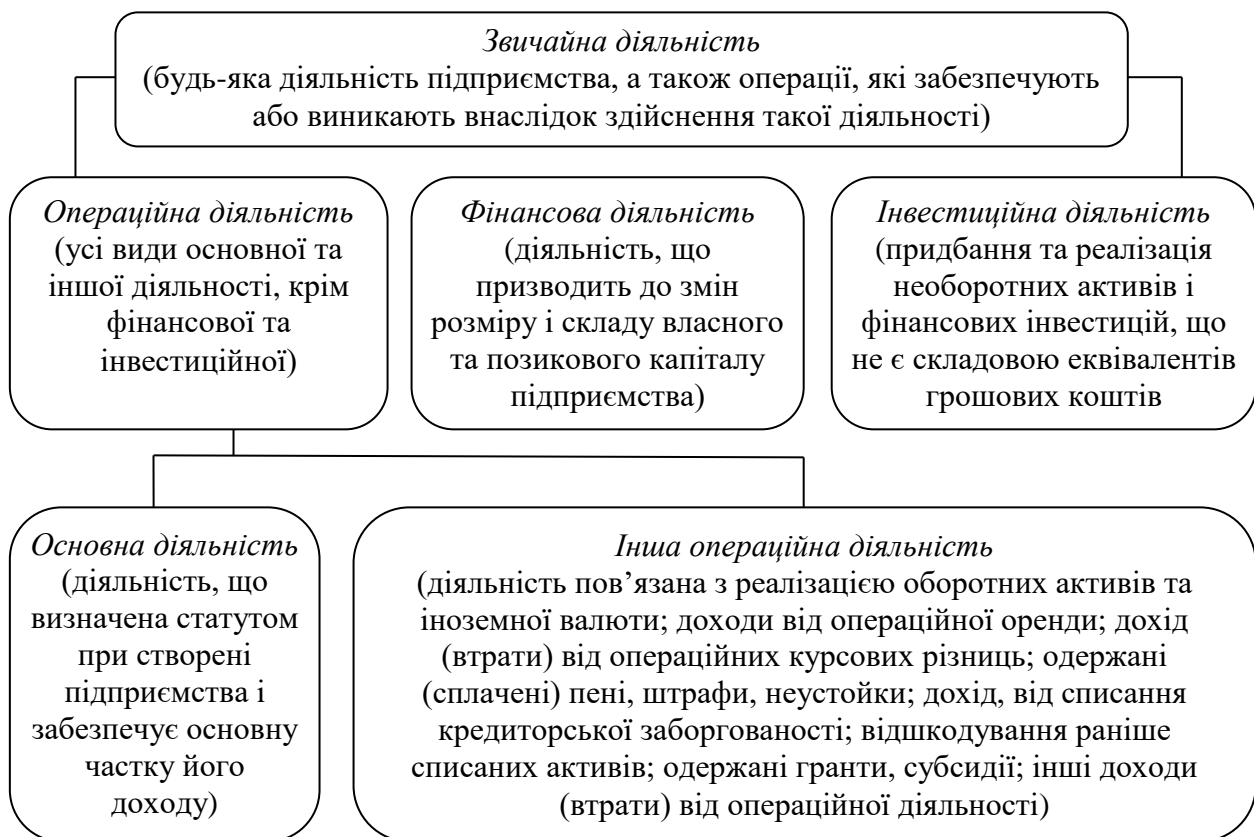 Звичайна діяльність
(будь-яка діяльність підприємства, а також операції, які забезпечують
або виникають внаслідок здійснення такої діяльності)
Операційна діяльність
(усі види основної та
іншої діяльності, крім
фінансової та
інвестиційної)
Фінансова діяльність
(діяльність, що
призводить до змін
розміру і складу власного
та позикового капіталу
підприємства)
Інвестиційна діяльність
(придбання та реалізація
необоротних активів і
фінансових інвестицій, що
не є складовою еквівалентів
грошових коштів
Основна діяльність
(діяльність, що
визначена статутом
при створені
підприємства і
забезпечує основну
частку його
доходу)
Інша операційна діяльність
(діяльність пов’язана з реалізацією оборотних активів та
іноземної валюти; доходи від операційної оренди; дохід
(втрати) від операційних курсових різниць; одержані
(сплачені) пені, штрафи, неустойки; дохід, від списання
кредиторської заборгованості; відшкодування раніше
списаних активів; одержані гранти, субсидії; інші доходи
(втрати) від операційної діяльності)